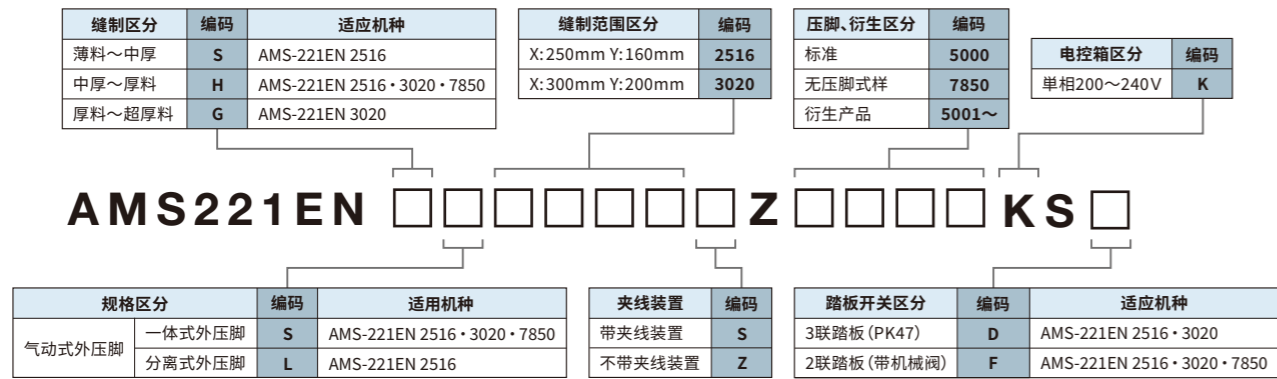 缝制区分 编码 适应机种
薄料～中厚 S AMS-221EN 2516
中厚～厚料 H AMS-221EN 2516・3020・7850
厚料～超厚料 G AMS-221EN 3020
缝制范围区分 编码
X:250mm Y:160mm 2516
X:300mm Y:200mm 3020
压脚、衍生区分 编码
标准 5000
无压脚式样 7850
衍生产品 5001～
电控箱区分 编码
单相200～240V K
AMS221EN □□□□□□□Z□□□□KS□
规格区分 编码 适用机种
气动式外压脚 一体式外压脚 S AMS-221EN 2516・3020・7850
分离式外压脚 L AMS-221EN 2516
夹线装置 编码
带夹线装置 S
不带夹线装置 Z
踏板开关区分 编码 适应机种
3联踏板（PK47） D AMS-221EN 2516・3020
2联踏板（带机械阀） F AMS-221EN 2516・3020・7850